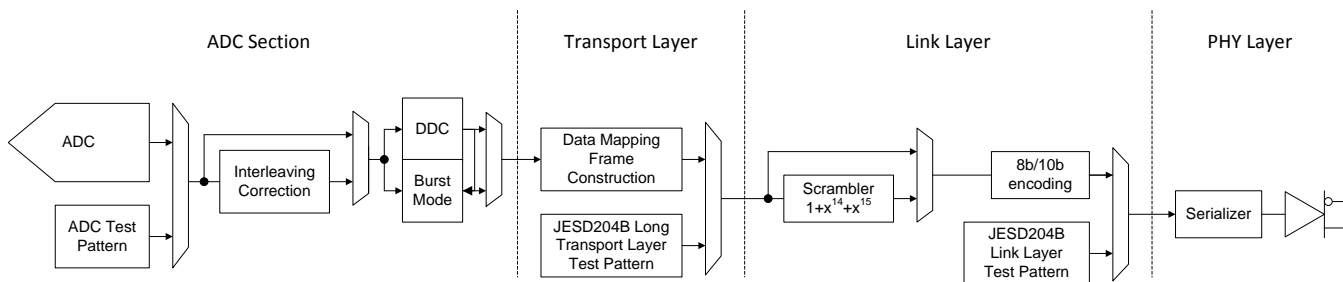 ADC Section
Transport Layer
Link Layer
PHY Layer
ADC
ADC Test
Pattern
Interleaving
Correction
DDC
Burst
Mode
Data Mapping
Frame
Construction
JESD204B Long
Transport Layer
Test Pattern
Scrambler
1+x¹⁴+x¹⁵
8b/10b
encoding
JESD204B
Link Layer
Test Pattern
Serializer